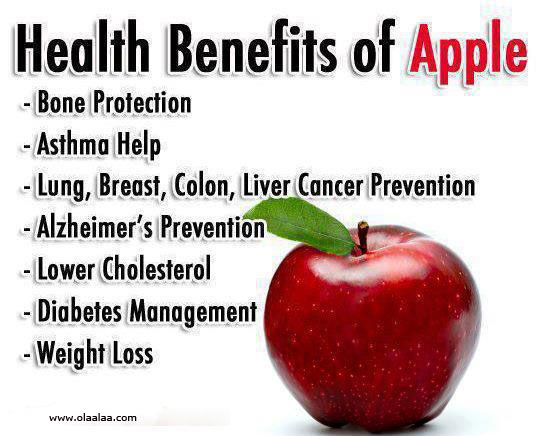 Health Benefits of Apple
- Bone Protection
- Asthma Help
- Lung, Breast, Colon, Liver Cancer Prevention
- Alzheimer's Prevention
- Lower Cholesterol
- Diabetes Management
- Weight Loss
www.olaalaa.com